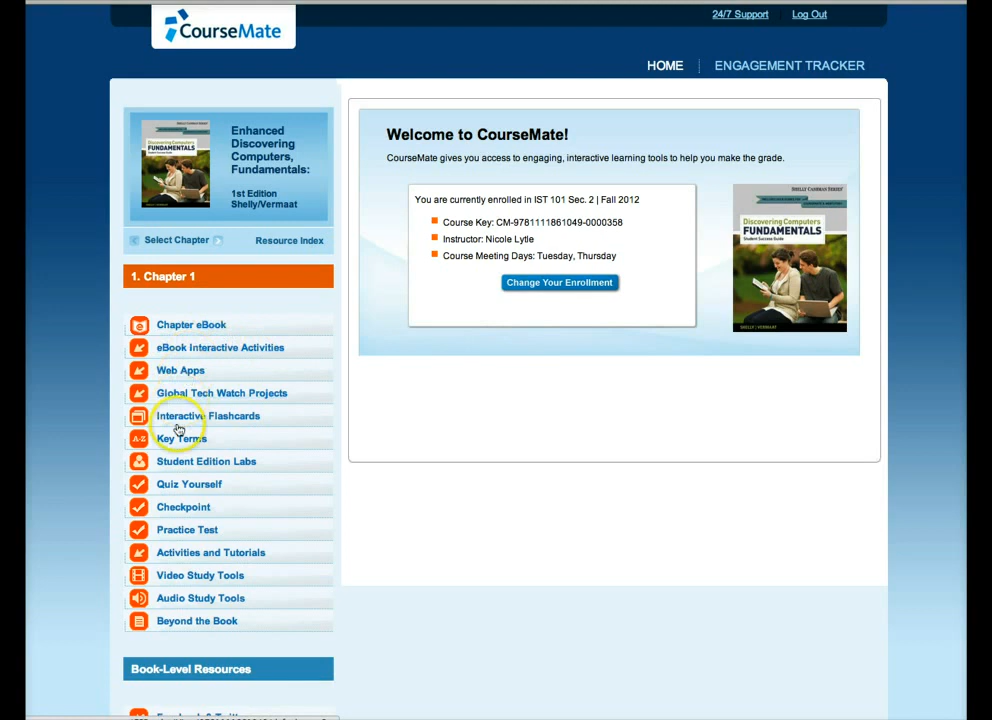 CourseMate
24/7 Support
Log Out
HOME
ENGAGEMENT TRACKER
SHELLY CASHMAN SERIES
Discovering Computers
FUNDAMENTALS
Enhanced
Discovering
Computers,
Fundamentals:
1st Edition
Shelly/Vermaat
Select Chapter
Resource Index
1. Chapter 1
Chapter eBook
eBook Interactive Activities
Web Apps
Global Tech Watch Projects
Interactive Flashcards
A-Z
Key Terms
Student Edition Labs
Quiz Yourself
Checkpoint
Practice Test
Activities and Tutorials
Video Study Tools
Audio Study Tools
Beyond the Book
Book-Level Resources
Welcome to CourseMate!
CourseMate gives you access to engaging, interactive learning tools to help you make the grade.
You are currently enrolled in IST 101 Sec. 2 | Fall 2012
Course Key: CM-9781111861049-0000358
Instructor: Nicole Lytle
Course Meeting Days: Tuesday, Thursday
Change Your Enrollment
SHELLY CASHMAN SERIES
Discovering Computers
FUNDAMENTALS
Student Success Guide
SHELLY / VERMAAT